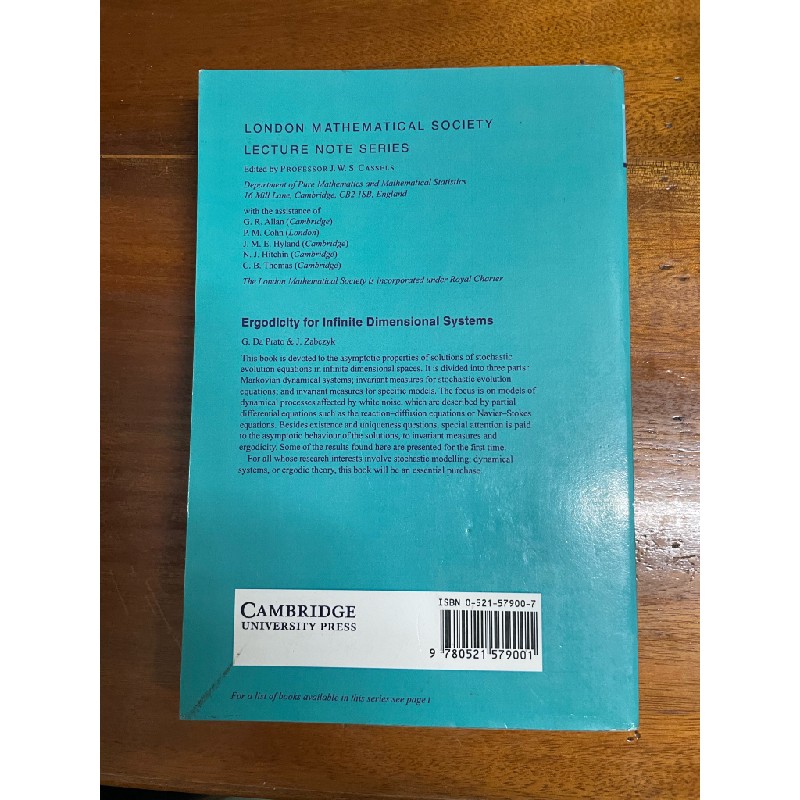 LONDON MATHEMATICAL SOCIETY
LECTURE NOTE SERIES
Edited by PROFESSOR J. W. S. CASSELS
Department of Pure Mathematics and Mathematical Statistics
16 Mill Lane, Cambridge, CB2 1SB, England
with the assistance of
G. R. Allan (Cambridge)
P. M. Cohn (London)
J. M. E. Hyland (Cambridge)
N. J. Hitchin (Cambridge)
C. B. Thomas (Cambridge)
The London Mathematical Society is incorporated under Royal Charter
Ergodicity for Infinite Dimensional Systems
G. Da Prato & J. Zabczyk
This book is devoted to the asymptotic properties of solutions of stochastic
evolution equations in infinite dimensional spaces. It is divided into three parts:
Markovian dynamical systems; invariant measures for stochastic evolution
equations; and invariant measures for specific models. The focus is on models of
dynamical processes affected by white noise, which are described by partial
differential equations such as the reaction–diffusion equations or Navier–Stokes
equations. Besides existence and uniqueness questions, special attention is paid
to the asymptotic behaviour of the solutions, to invariant measures and
ergodicity. Some of the results found here are presented for the first time.
For all whose research interests involve stochastic modelling, dynamical
systems, or ergodic theory, this book will be an essential purchase.
CAMBRIDGE
UNIVERSITY PRESS
ISBN 0-521-57900-7
9 780521 579001
For a list of books available in this series see page i